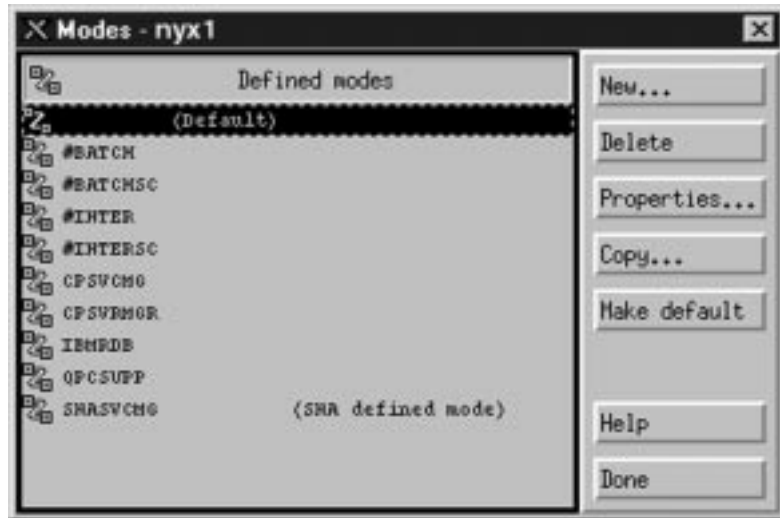 Modes - nyx1
Defined modes
(Default)
#BATCH
#BATCHSC
#INTER
#INTERSC
CPSVCMG
CPSVRMGR
IBMRDB
QPCSUPP
SNASVCMG (SNA defined mode)
New...
Delete
Properties...
Copy...
Make default
Help
Done